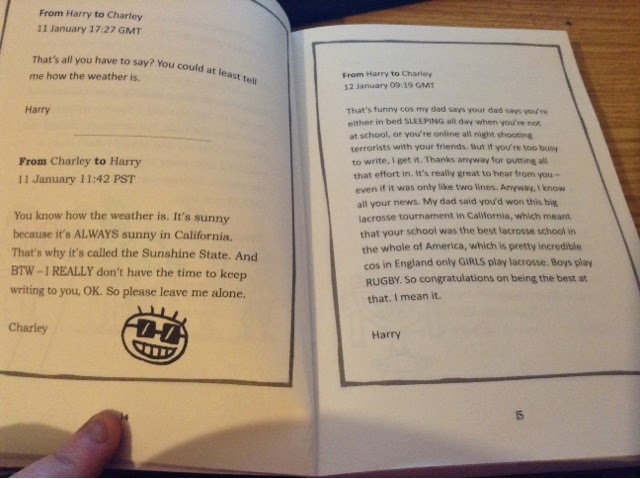 From Harry to Charley
11 January 17:27 GMT
That's all you have to say? You could at least tell
me how the weather is.
Harry
From Charley to Harry
11 January 11:42 PST
You know how the weather is. It's sunny
because it's ALWAYS sunny in California.
That's why it's called the Sunshine State. And
BTW – I REALLY don't have the time to keep
writing to you, OK. So please leave me alone.
Charley
From Harry to Charley
12 January 09:19 GMT
That's funny cos my dad says your dad says you're
either in bed SLEEPING all day when you're not
at school, or you're online all night shooting
terrorists with your friends. But if you're too busy
to write, I get it. Thanks anyway for putting all
that effort in. It's really great to hear from you –
even if it was only like two lines. Anyway, I know
all your news. My dad said you'd won this big
lacrosse tournament in California, which meant
that your school was the best lacrosse school in
the whole of America, which is pretty incredible
cos in England only GIRLS play lacrosse. Boys play
RUGBY. So congratulations on being the best at
that. I mean it.
Harry
15